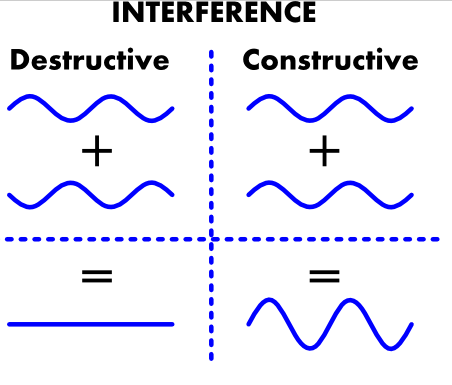 INTERFERENCE
Destructive Constructive
+ +
= =